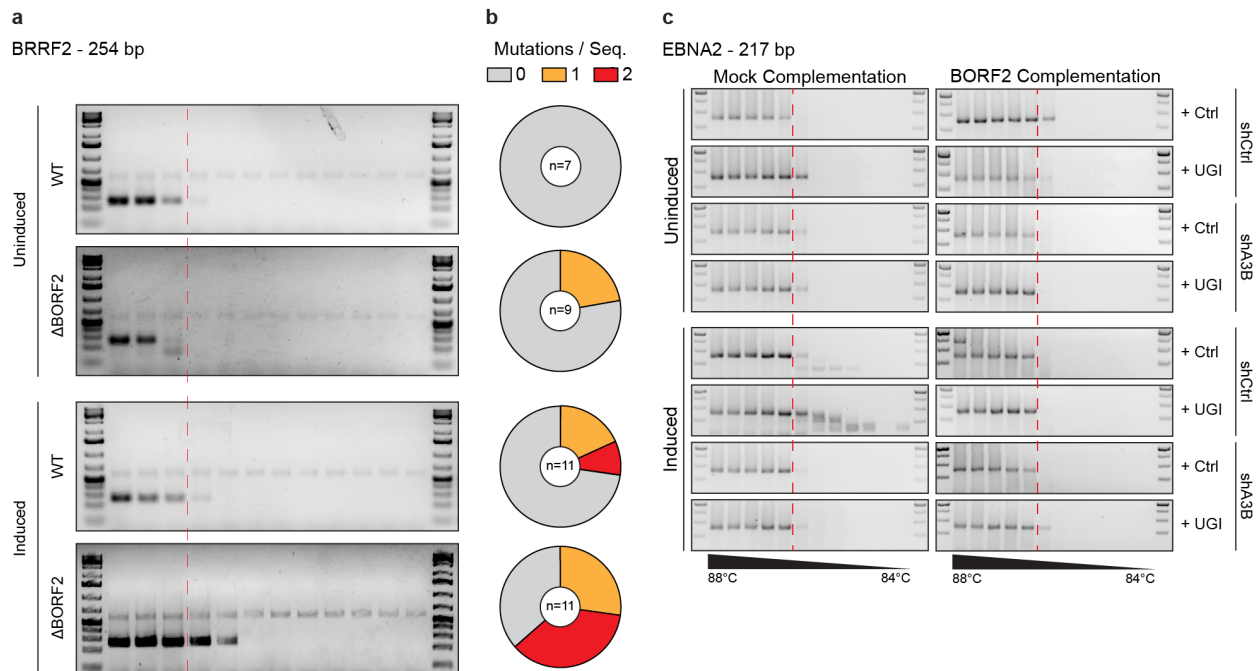 a
BRRF2 - 254 bp
Uninduced
WT
ΔBORF2
Induced
WT
ΔBORF2
b
Mutations / Seq.
0 1 2
n=7
n=9
n=11
n=11
c
EBNA2 - 217 bp
Mock Complementation
BORF2 Complementation
Uninduced
Induced
+ Ctrl
+ UGI
+ Ctrl
+ UGI
+ Ctrl
+ UGI
+ Ctrl
+ UGI
shCtrl
shA3B
shCtrl
shA3B
88°C 84°C
88°C 84°C